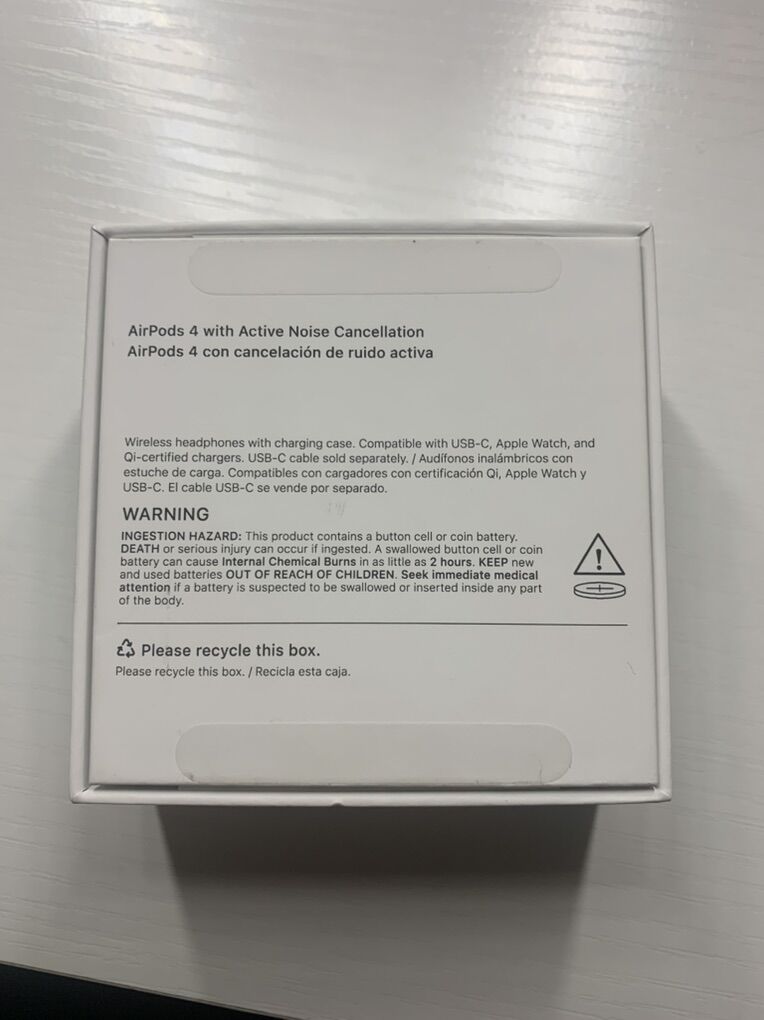 AirPods 4 with Active Noise Cancellation
AirPods 4 con cancelación de ruido activa
Wireless headphones with charging case. Compatible with USB-C, Apple Watch, and
Qi-certified chargers. USB-C cable sold separately. / Audífonos inalámbricos con
estuche de carga. Compatibles con cargadores con certificación Qi, Apple Watch y
USB-C. El cable USB-C se vende por separado.
WARNING
INGESTION HAZARD: This product contains a button cell or coin battery.
DEATH or serious injury can occur if ingested. A swallowed button cell or coin
battery can cause Internal Chemical Burns in as little as 2 hours. KEEP new
and used batteries OUT OF REACH OF CHILDREN. Seek immediate medical
attention if a battery is suspected to be swallowed or inserted inside any part
of the body.
Please recycle this box.
Please recycle this box. / Recicla esta caja.